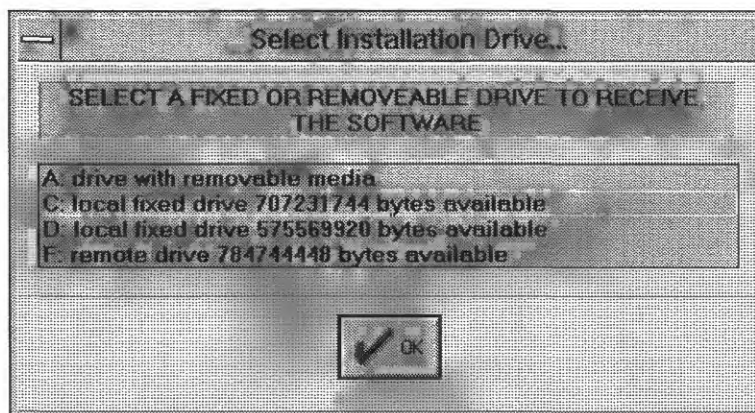 Select Installation Drive...
SELECT A FIXED OR REMOVEABLE DRIVE TO RECEIVE
THE SOFTWARE
A: drive with removable media
C: local fixed drive 707231744 bytes available
D: local fixed drive 575569920 bytes available
F: remote drive 784744448 bytes available
OK